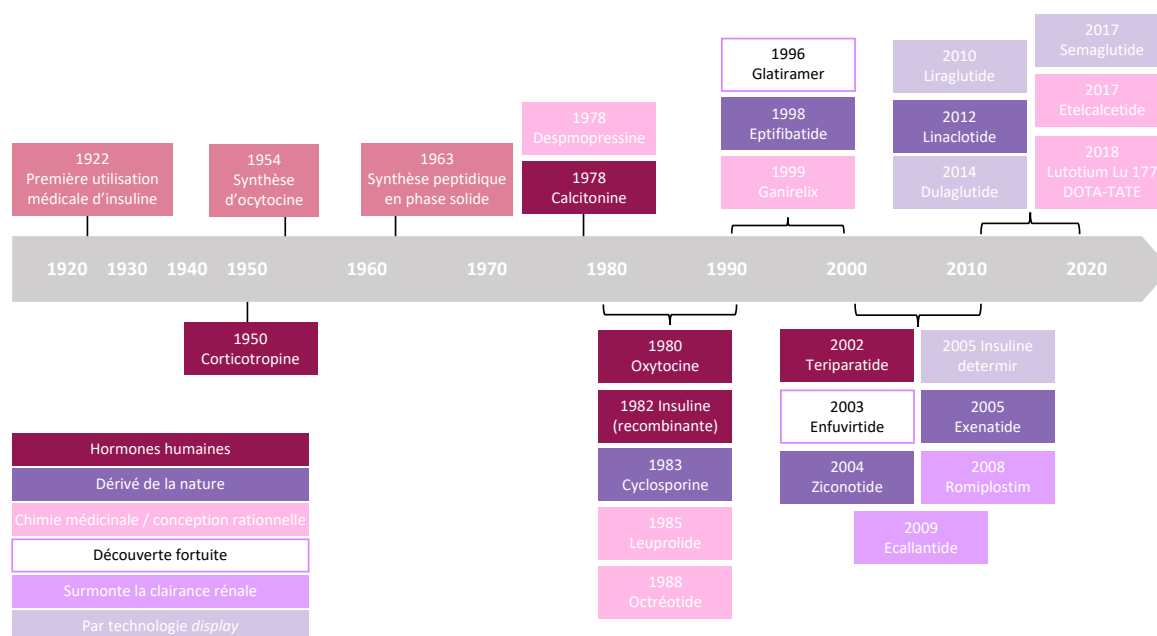 1996
Glatiramer
1998
Eptifibatide
1999
Ganirelix
2010
Liraglutide
2012
Linaclotide
2014
Dulaglutide
2017
Semaglutide
2017
Etelcalcetide
2018
Lutotium Lu 177
DOTA-TATE
1922
Première utilisation
médicale d’insuline
1954
Synthèse
d’ocytocine
1963
Synthèse peptidique
en phase solide
1978
Despmopressine
1978
Calcitonine
1920 1930 1940 1950 1960 1970 1980 1990 2000 2010 2020
1950
Corticotropine
1980
Oxytocine
1982 Insuline
(recombinante)
1983
Cyclosporine
1985
Leuprolide
1988
Octréotide
2002
Teriparatide
2003
Enfuvirtide
2004
Ziconotide
2005 Insuline
determir
2005
Exenatide
2008
Romiplostim
2009
Ecallantide
Hormones humaines
Dérivé de la nature
Chimie médicinale / conception rationnelle
Découverte fortuite
Surmonte la clairance rénale
Par technologie display